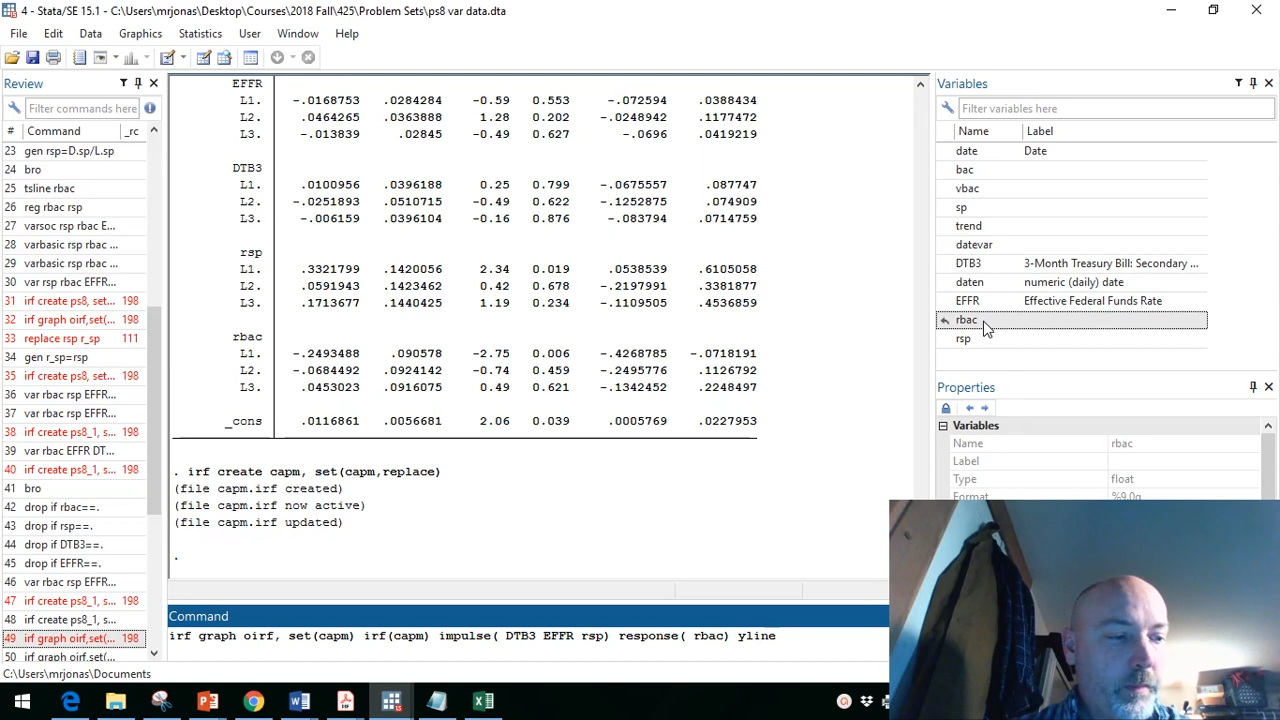 4 - Stata/SE 15.1 - C:\Users\mrjonas\Desktop\Courses\2018 Fall\425\Problem Sets\ps8 var data.dta
File Edit Data Graphics Statistics User Window Help
Review
Filter commands here
# Command _rc
23 gen rsp=D.sp/L.sp
24 bro
25 tsline rbac
26 reg rbac rsp
27 varsoc rsp rbac E...
28 varbasic rsp rbac ...
29 varbasic rsp rbac ...
30 var rsp rbac EFFR...
31 irf create ps8, set... 198
32 irf graph oirf,set(... 198
33 replace rsp r_sp 111
34 gen r_sp=rsp
35 irf create ps8, set... 198
36 var rbac rsp EFFR...
37 var rbac rsp EFFR...
38 irf create ps8_1, s... 198
39 var rbac EFFR DT...
40 irf create ps8_1, s... 198
41 bro
42 drop if rbac==.
43 drop if rsp==.
44 drop if DTB3==.
45 drop if EFFR==.
46 var rbac rsp EFFR...
47 irf create ps8_1, s... 198
48 irf create ps8_1, s...
49 irf graph oirf,set(... 198
50 irf graph oirf,set(...
EFFR
L1. -.0168753 .0284284 -0.59 0.553 -.072594 .0388434
L2. .0464265 .0363888 1.28 0.202 -.0248942 .1177472
L3. -.013839 .02845 -0.49 0.627 -.0696 .0419219
DTB3
L1. .0100956 .0396188 0.25 0.799 -.0675557 .087747
L2. -.0251893 .0510715 -0.49 0.622 -.1252875 .074909
L3. -.006159 .0396104 -0.16 0.876 -.083794 .0714759
rsp
L1. .3321799 .1420056 2.34 0.019 .0538539 .6105058
L2. .0591943 .1423462 0.42 0.678 -.2197991 .3381877
L3. .1713677 .1440425 1.19 0.234 -.1109505 .4536859
rbac
L1. -.2493488 .090578 -2.75 0.006 -.4268785 -.0718191
L2. -.0684492 .0924142 -0.74 0.459 -.2495776 .1126792
L3. .0453023 .0916075 0.49 0.621 -.1342452 .2248497
_cons .0116861 .0056681 2.06 0.039 .0005769 .0227953
. irf create capm, set(capm,replace)
(file capm.irf created)
(file capm.irf now active)
(file capm.irf updated)
.
Command
irf graph oirf, set(capm) irf(capm) impulse( DTB3 EFFR rsp) response( rbac) yline
C:\Users\mrjonas\Documents
Variables
Filter variables here
Name Label
date Date
bac
vbac
sp
trend
datevar
DTB3 3-Month Treasury Bill: Secondary ...
daten numeric (daily) date
EFFR Effective Federal Funds Rate
rbac
rsp
Properties
Variables
Name rbac
Label
Type float
Format %9.0g